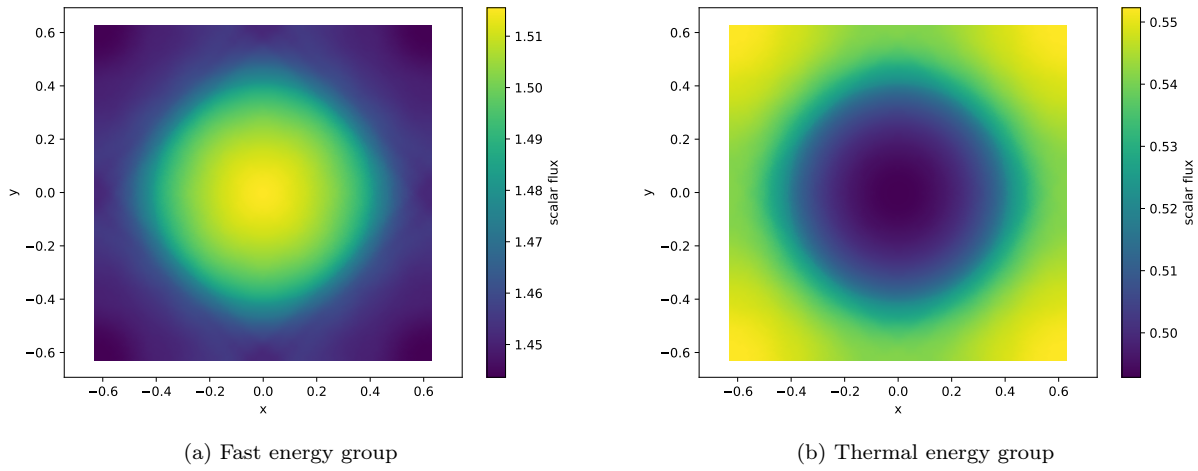 0.6
0.4
0.2
0.0
−0.2
−0.4
−0.6
y
−0.6 −0.4 −0.2 0.0 0.2 0.4 0.6
x
1.51
1.50
1.49
1.48
1.47
1.46
1.45
scalar flux
(a) Fast energy group
0.6
0.4
0.2
0.0
−0.2
−0.4
−0.6
y
−0.6 −0.4 −0.2 0.0 0.2 0.4 0.6
x
0.55
0.54
0.53
0.52
0.51
0.50
scalar flux
(b) Thermal energy group